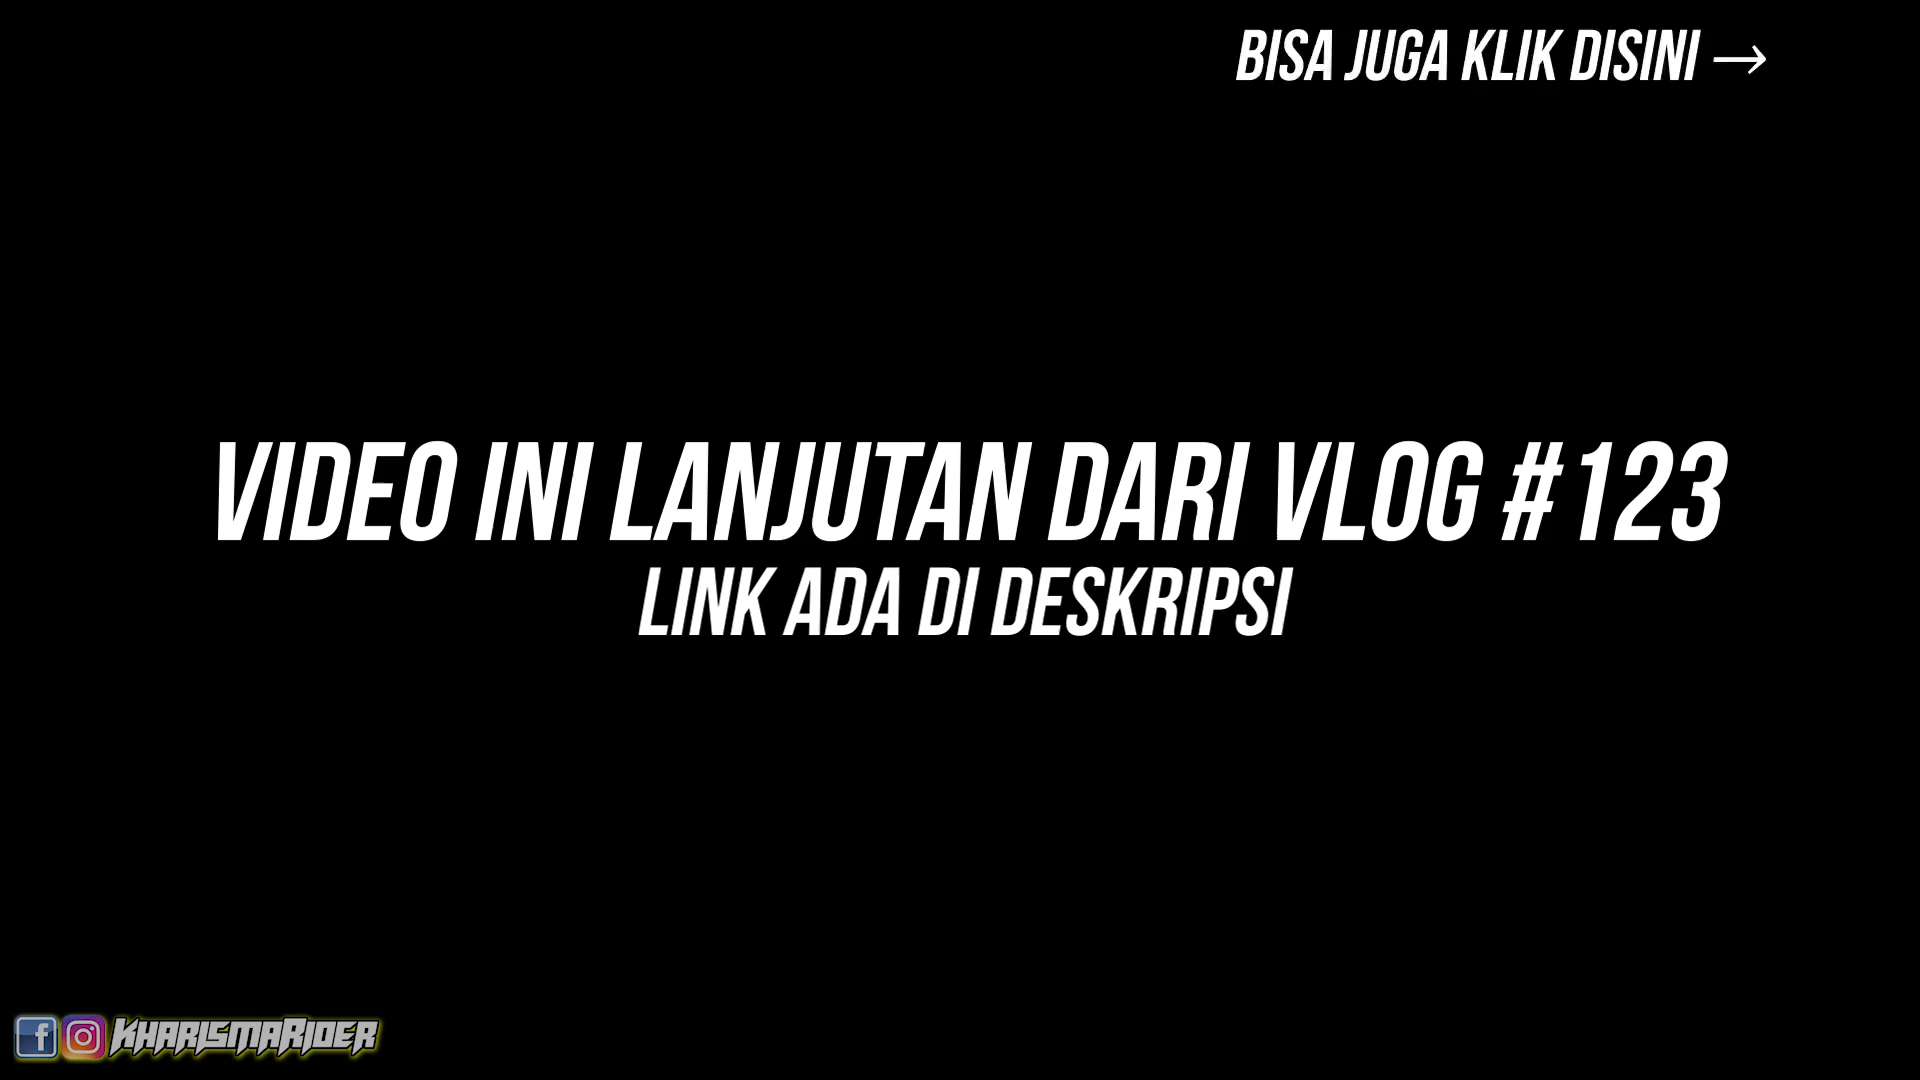 BISA JUGA KLIK DISINI →
VIDEO INI LANJUTAN DARI VLOG #123
LINK ADA DI DESKRIPSI
KHARISMARIDER